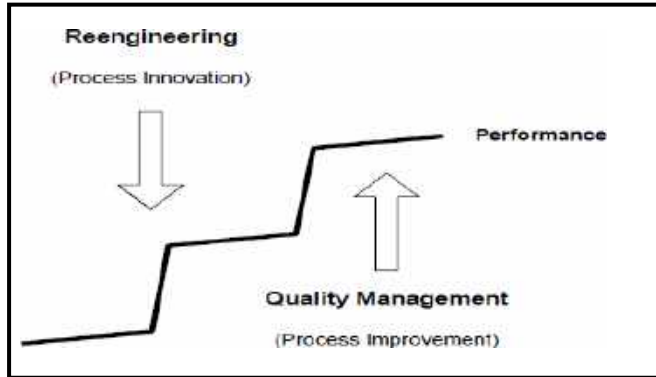 Reengineering
(Process Innovation)
Performance
Quality Management
(Process Improvement)